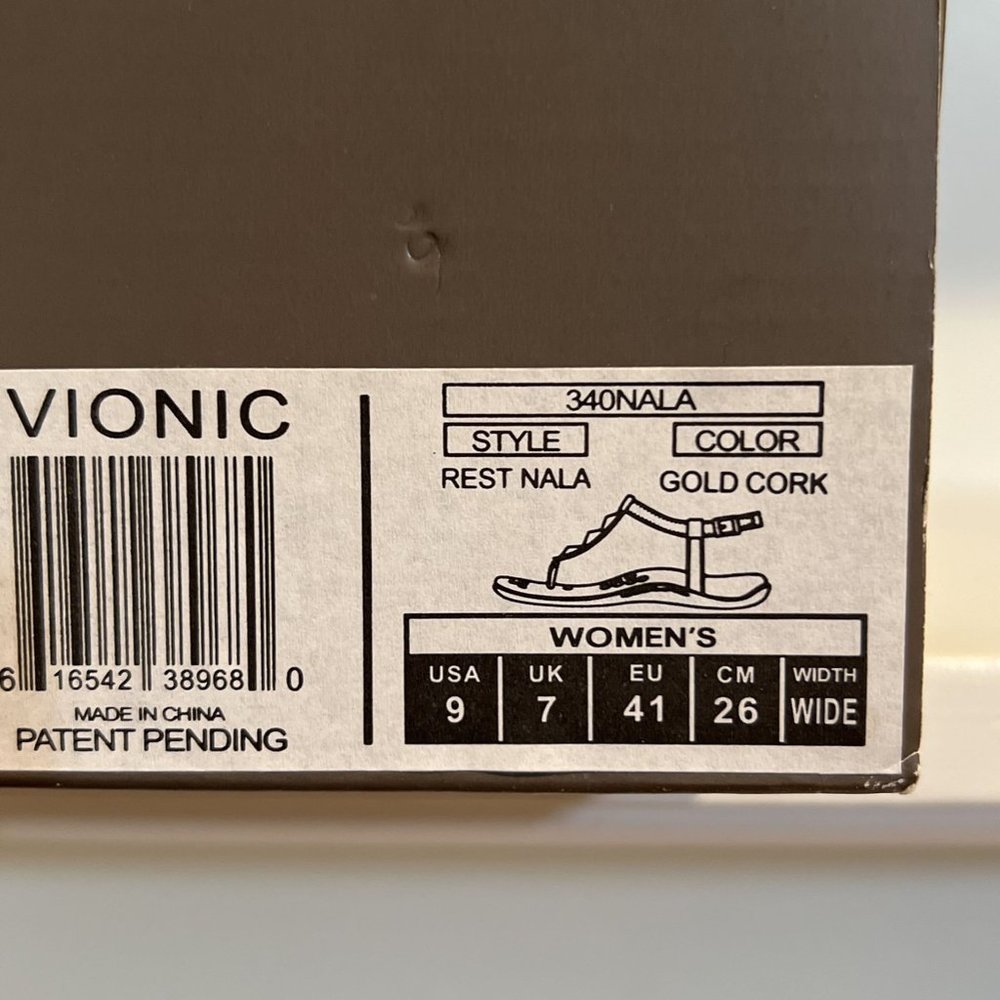 VIONIC
6 16542 38968 0
MADE IN CHINA
PATENT PENDING
340NALA
STYLE COLOR
REST NALA GOLD CORK
WOMEN'S
USA UK EU CM WIDTH
9 7 41 26 WIDE